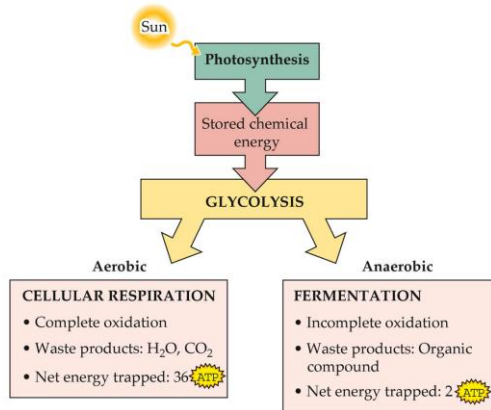 Sun
Photosynthesis
Stored chemical
energy
GLYCOLYSIS
Aerobic
CELLULAR RESPIRATION
• Complete oxidation
• Waste products: H₂O, CO₂
• Net energy trapped: 36 ATP
Anaerobic
FERMENTATION
• Incomplete oxidation
• Waste products: Organic
compound
• Net energy trapped: 2 ATP